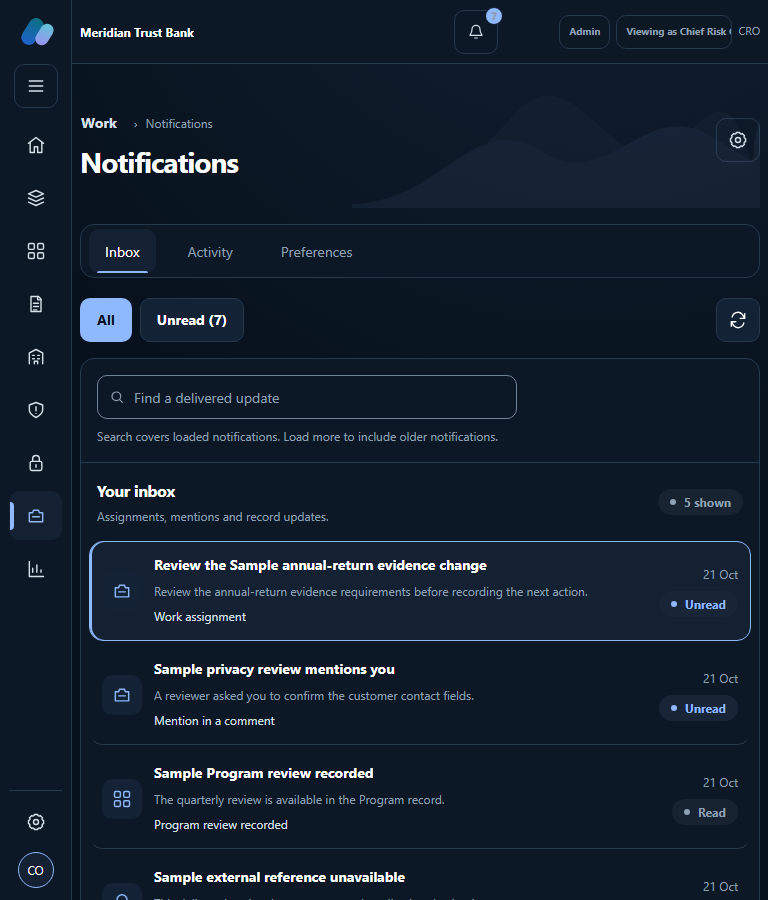 Meridian Trust Bank
7
Admin
Viewing as Chief Risk
CRO
Work › Notifications
Notifications
Inbox
Activity
Preferences
All
Unread (7)
Find a delivered update
Search covers loaded notifications. Load more to include older notifications.
Your inbox
5 shown
Assignments, mentions and record updates.
Review the Sample annual-return evidence change
21 Oct
Review the annual-return evidence requirements before recording the next action.
Unread
Work assignment
Sample privacy review mentions you
21 Oct
A reviewer asked you to confirm the customer contact fields.
Unread
Mention in a comment
Sample Program review recorded
21 Oct
The quarterly review is available in the Program record.
Read
Program review recorded
Sample external reference unavailable
21 Oct
CO